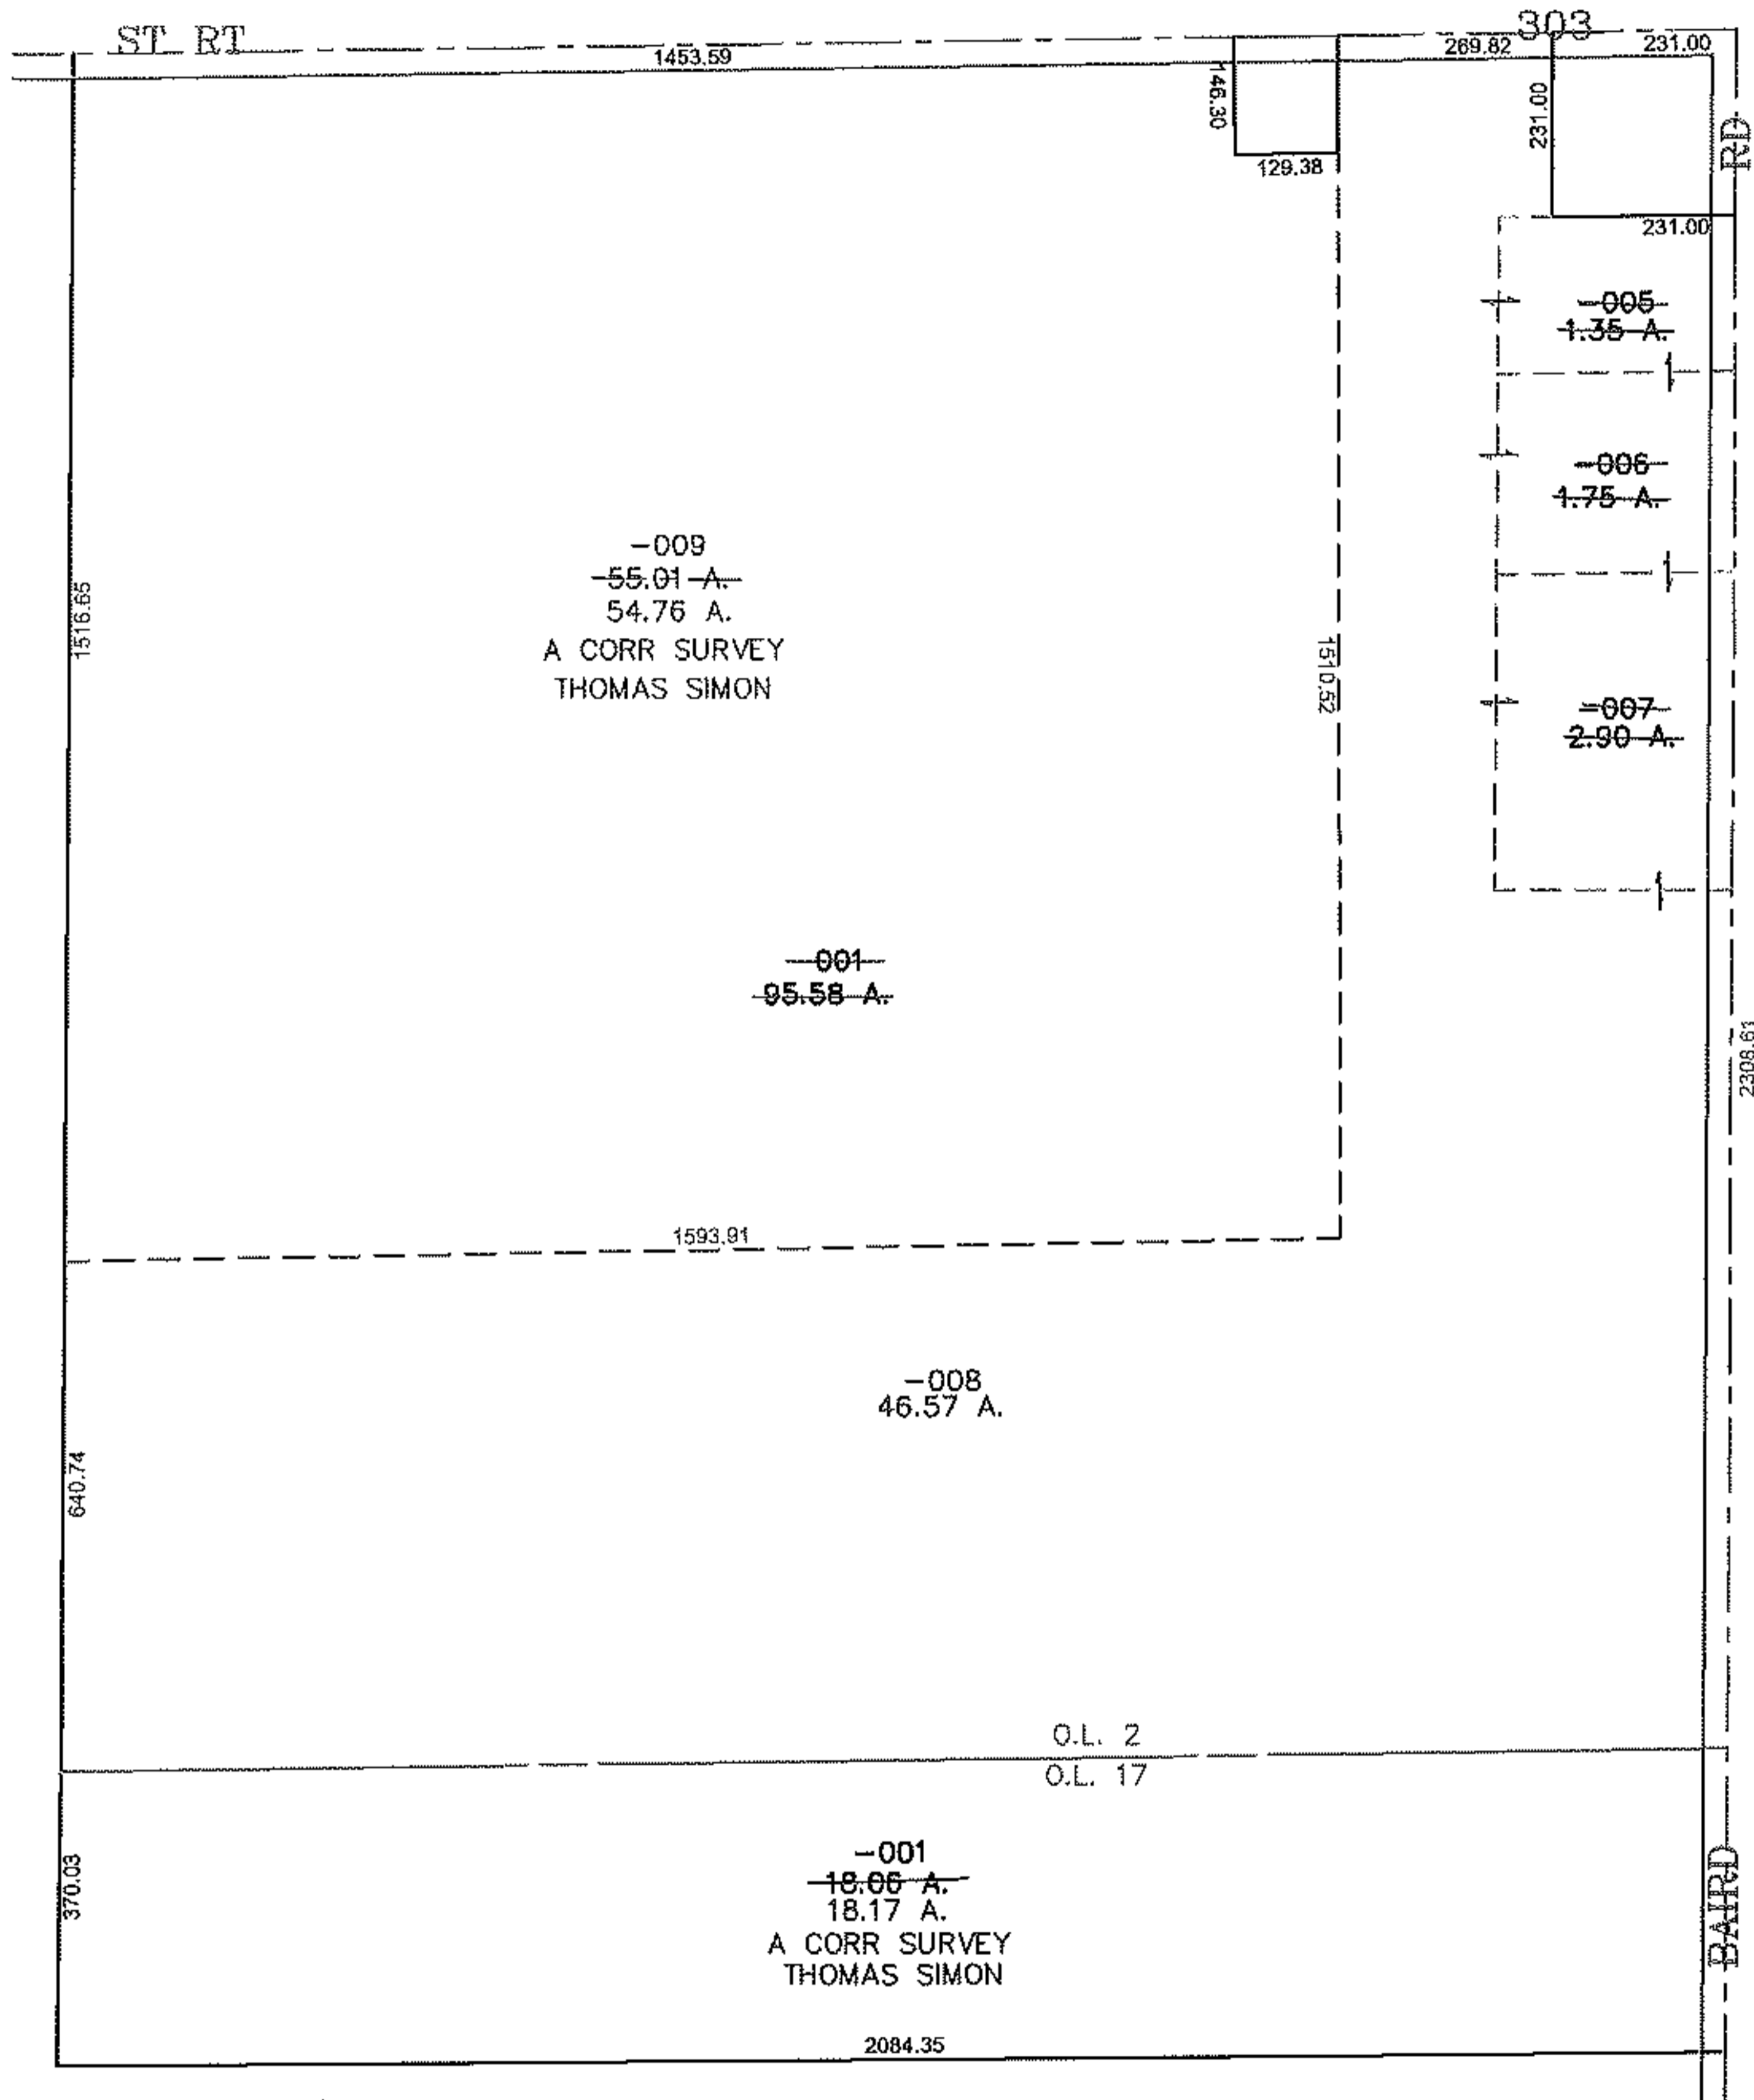 ST RT
303
1453.59
269.82
231.00
146.30
231.00
RD
129.38
231.00
-005
1.35 A.
-006
1.75 A.
-009
55.01 A.
54.76 A.
A CORR SURVEY
THOMAS SIMON
1516.65
1510.52
-007
2.90 A.
-001
95.58 A.
2308.61
1593.91
-008
46.57 A.
640.74
O.L. 2
O.L. 17
-001
18.06 A.
18.17 A.
A CORR SURVEY
THOMAS SIMON
370.03
BAIRD
2084.35